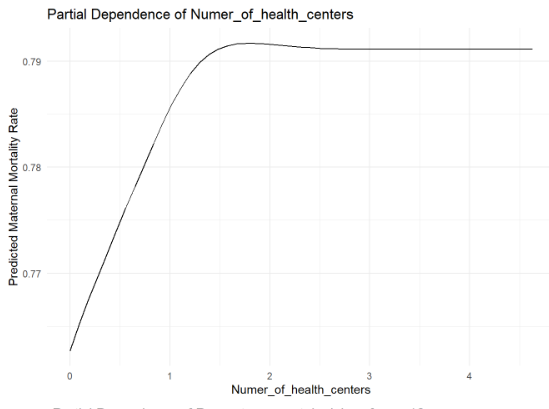 Partial Dependence of Numer_of_health_centers
Predicted Maternal Mortality Rate
0.79
0.78
0.77
0 1 2 3 4
Numer_of_health_centers